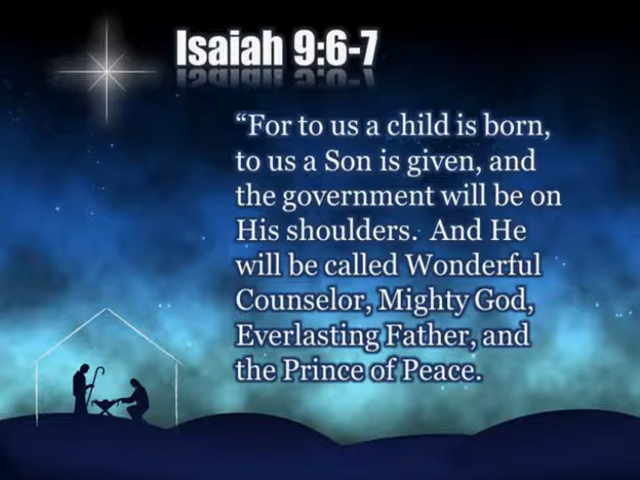 Isaiah 9:6-7
“For to us a child is born,
to us a Son is given, and
the government will be on
His shoulders.  And He
will be called Wonderful
Counselor, Mighty God,
Everlasting Father, and
the Prince of Peace.